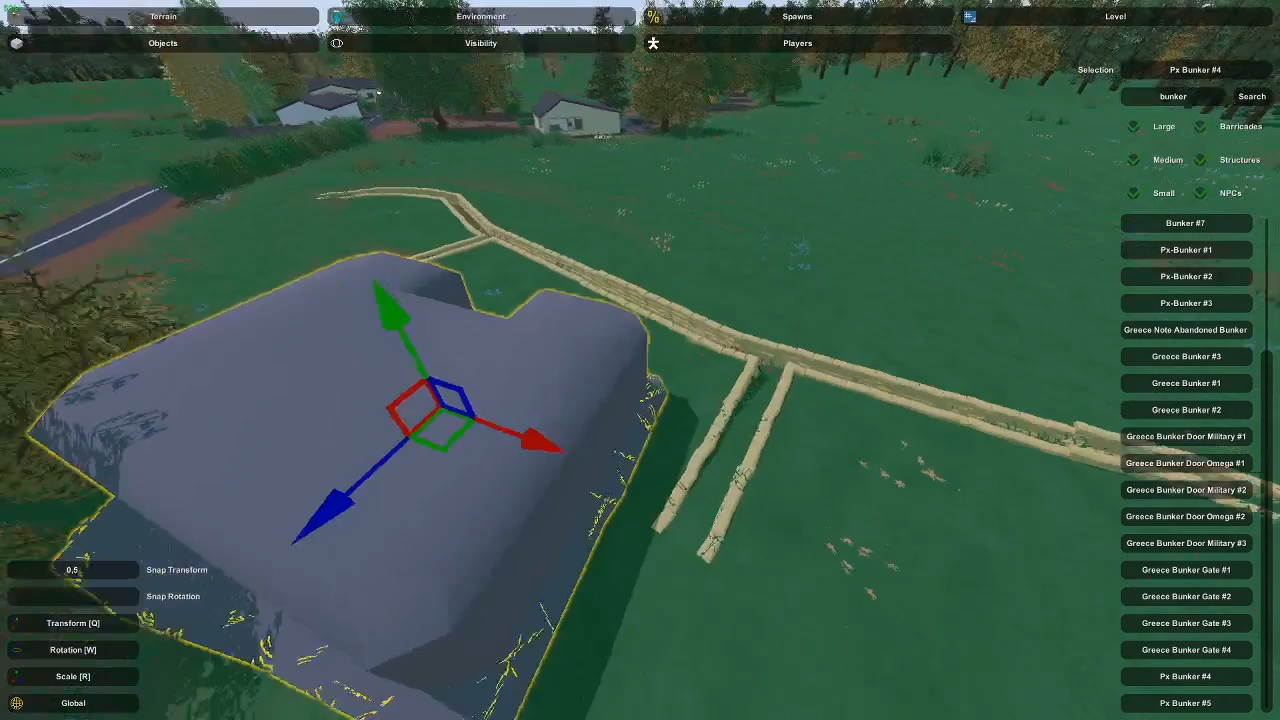 Terrain
Environment
Spawns
Level
Objects
Visibility
Players
Selection
Px Bunker #4
bunker
Search
Large
Barricades
Medium
Structures
Small
NPCs
Bunker #7
Px-Bunker #1
Px-Bunker #2
Px-Bunker #3
Greece Note Abandoned Bunker
Greece Bunker #3
Greece Bunker #1
Greece Bunker #2
Greece Bunker Door Military #1
Greece Bunker Door Omega #1
Greece Bunker Door Military #2
Greece Bunker Door Omega #2
Greece Bunker Door Military #3
Greece Bunker Gate #1
Greece Bunker Gate #2
Greece Bunker Gate #3
Greece Bunker Gate #4
Px Bunker #4
Px Bunker #5
0,5
Snap Transform
Snap Rotation
Transform [Q]
Rotation [W]
Scale [R]
Global